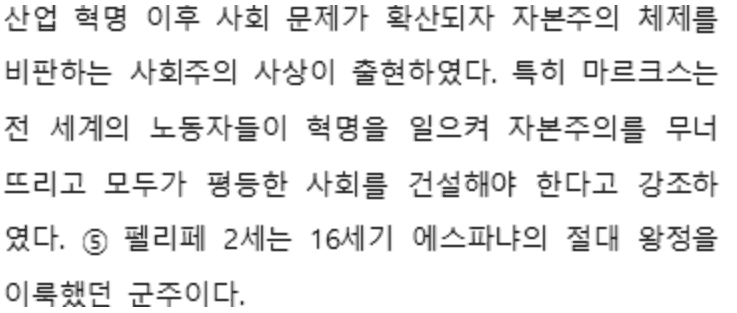 산업 혁명 이후 사회 문제가 확산되자 자본주의 체제를
비판하는 사회주의 사상이 출현하였다. 특히 마르크스는
전 세계의 노동자들이 혁명을 일으켜 자본주의를 무너
뜨리고 모두가 평등한 사회를 건설해야 한다고 강조하
였다. ⑤ 펠리페 2세는 16세기 에스파냐의 절대 왕정을
이룩했던 군주이다.